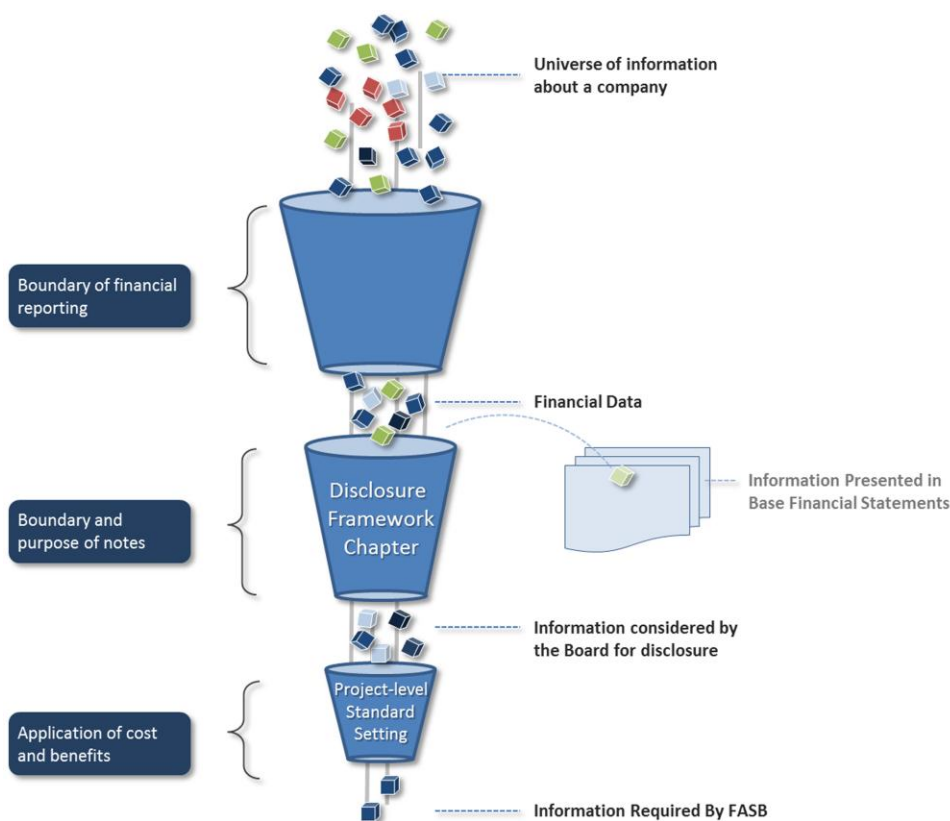 Universe of information
about a company
Boundary of financial
reporting
Financial Data
Disclosure
Framework
Chapter
Information Presented in
Base Financial Statements
Boundary and
purpose of notes
Information considered by
the Board for disclosure
Project-level
Standard
Setting
Application of cost
and benefits
Information Required By FASB